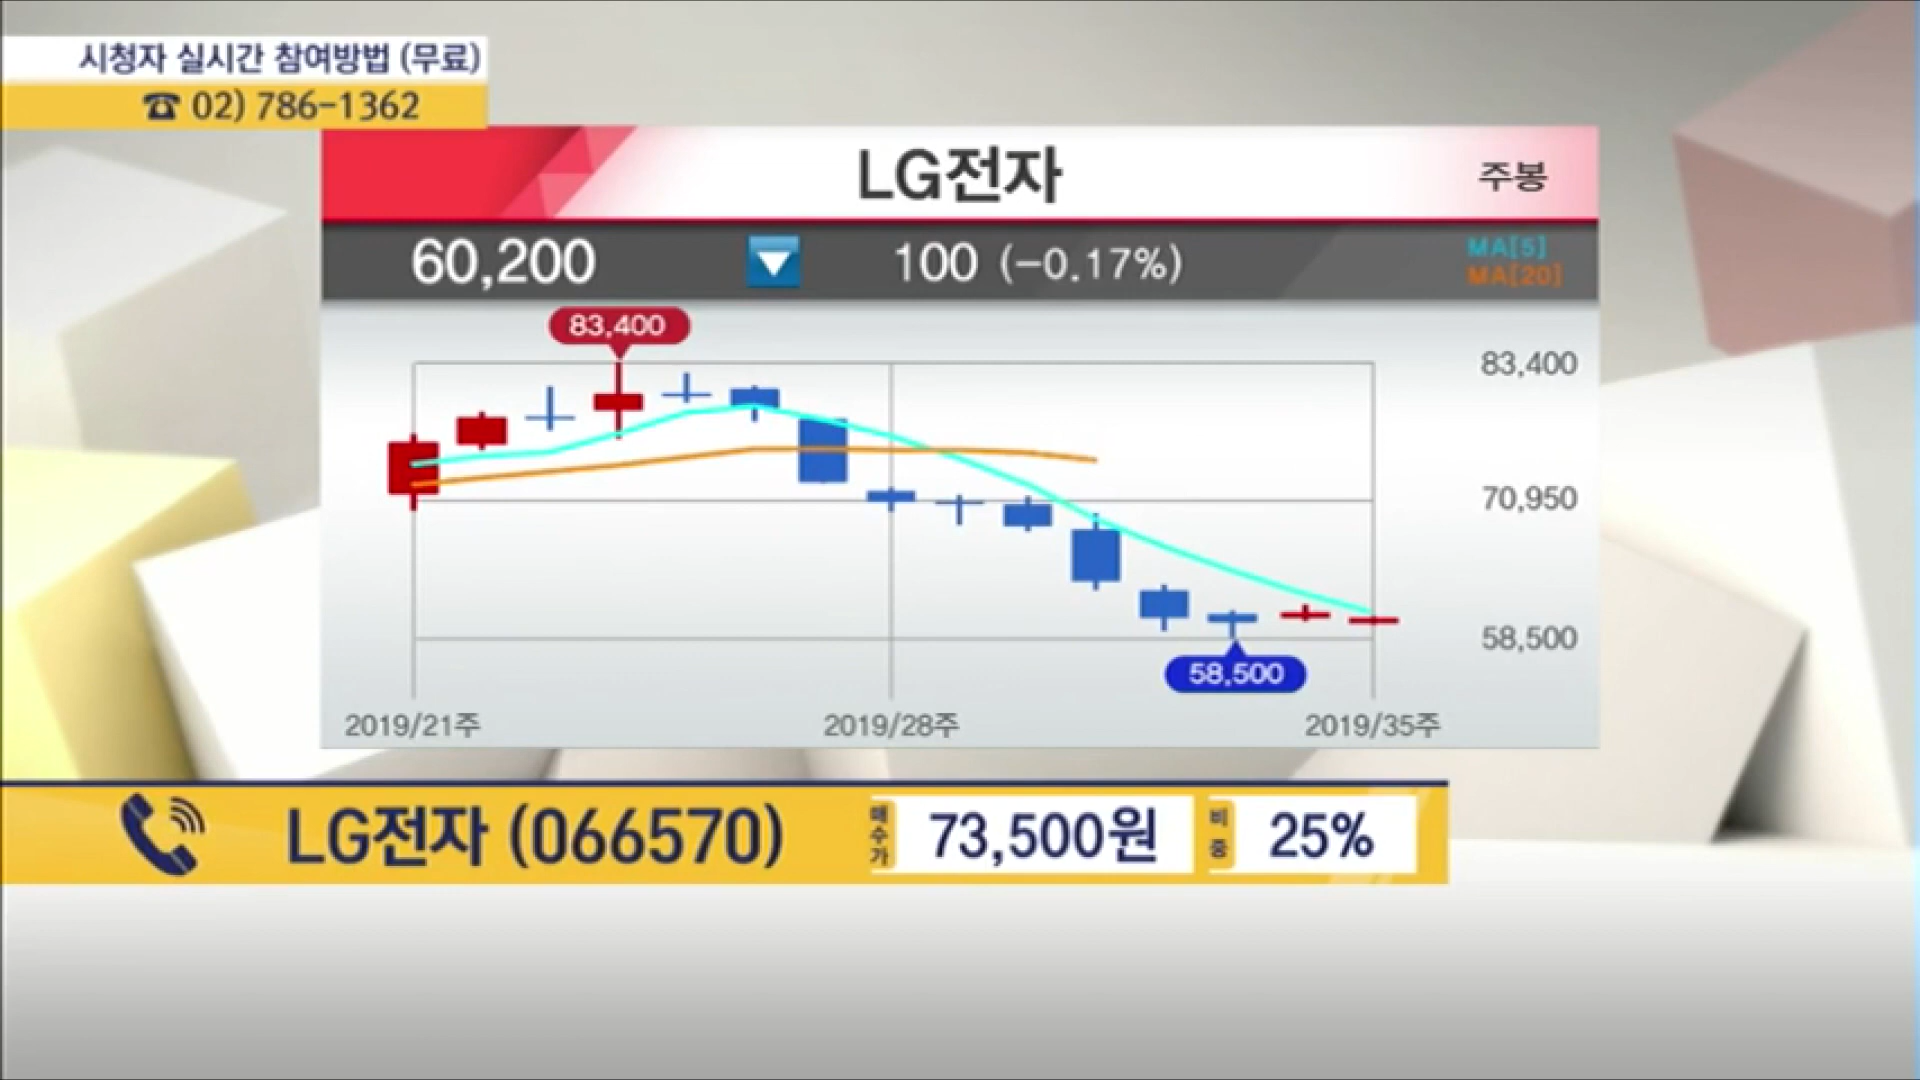 시청자 실시간 참여방법 (무료)
☎ 02) 786-1362
LG전자
주봉
60,200 ▼ 100 (-0.17%)
MA[5]
MA[20]
83,400
83,400
70,950
58,500
58,500
2019/21주 2019/28주 2019/35주
LG전자 (066570) 매수가 73,500원 비중 25%